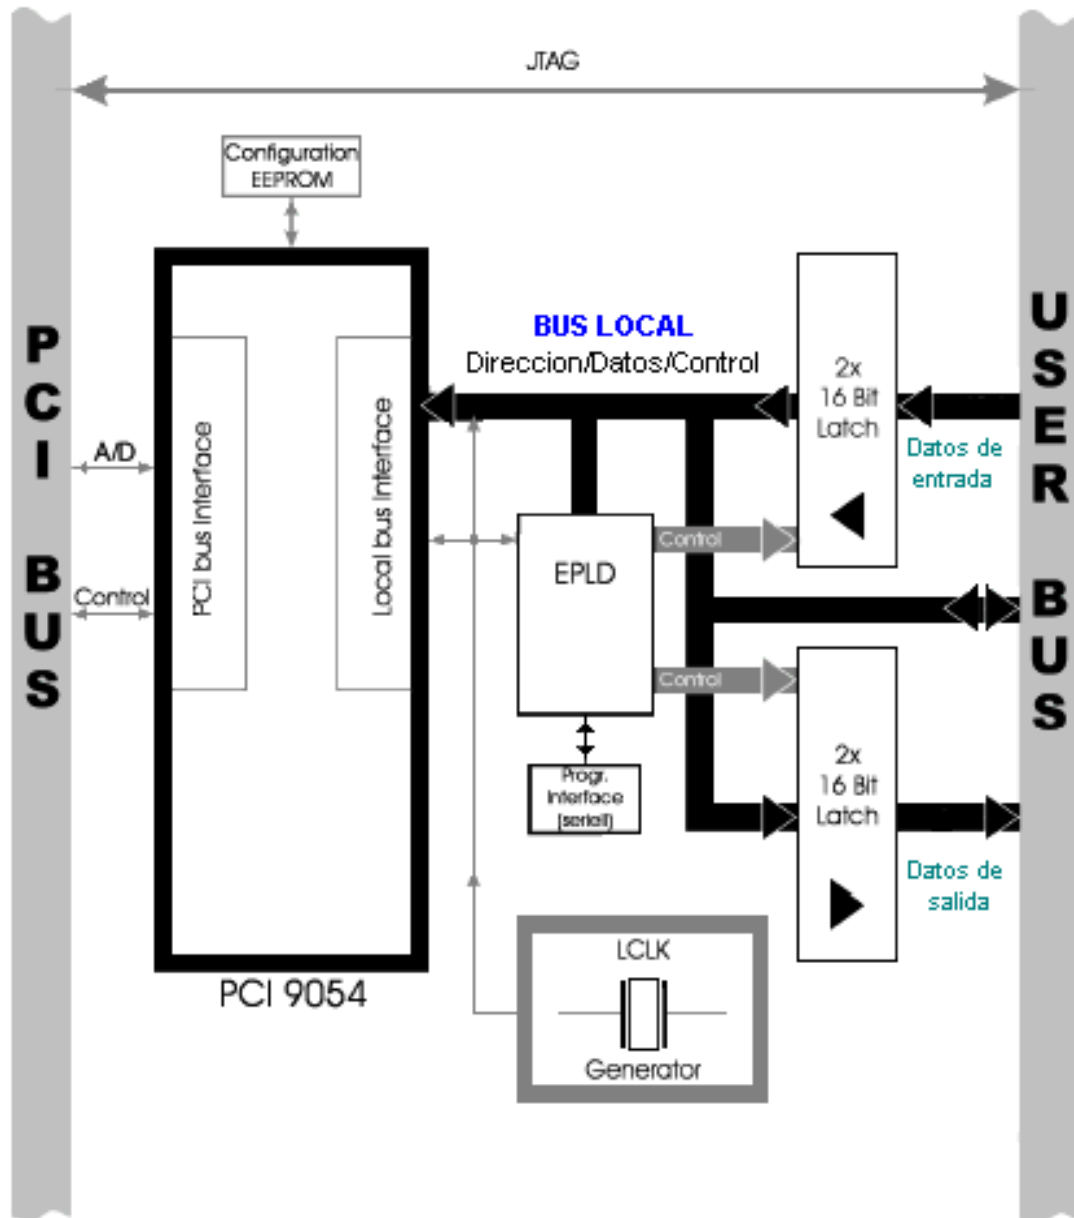 JTAG
Configuration
EEPROM
PCI BUS
USER BUS
BUS LOCAL
Direccion/Datos/Control
2x
16 Bit
Latch
Datos de
entrada
A/D
Control
PCI bus Interface
Local bus Interface
EPLD
Control
Control
Progr.
Interface
(seriell)
2x
16 Bit
Latch
Datos de
salida
PCI 9054
LCLK
Generator